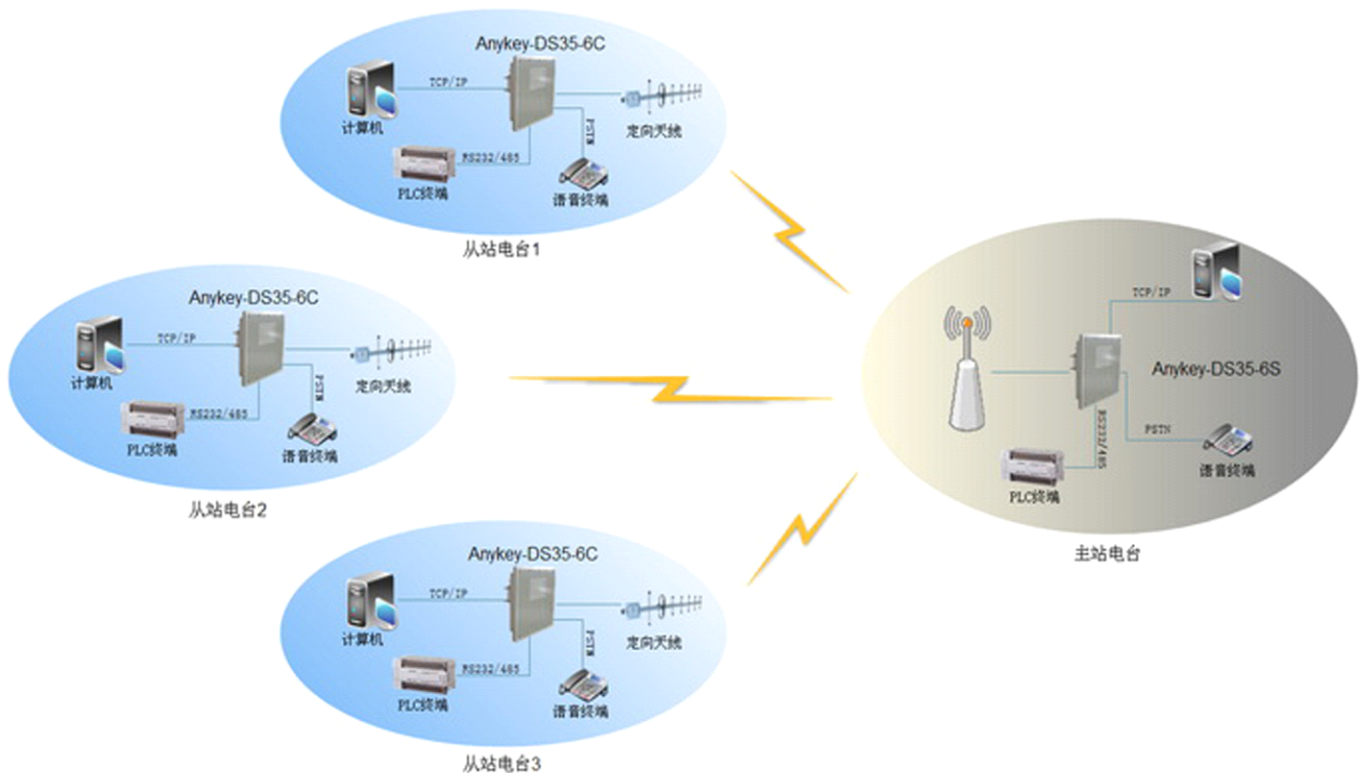 Anykey-DS35-6C
TCP/IP
计算机
PSTN
定向天线
RS232/485
PLC终端
语音终端
从站电台1
Anykey-DS35-6C
TCP/IP
计算机
PSTN
定向天线
RS232/485
PLC终端
语音终端
从站电台2
Anykey-DS35-6C
TCP/IP
计算机
PSTN
定向天线
RS232/485
PLC终端
语音终端
从站电台3
TCP/IP
Anykey-DS35-6S
RS232/485
PSTN
语音终端
PLC终端
主站电台